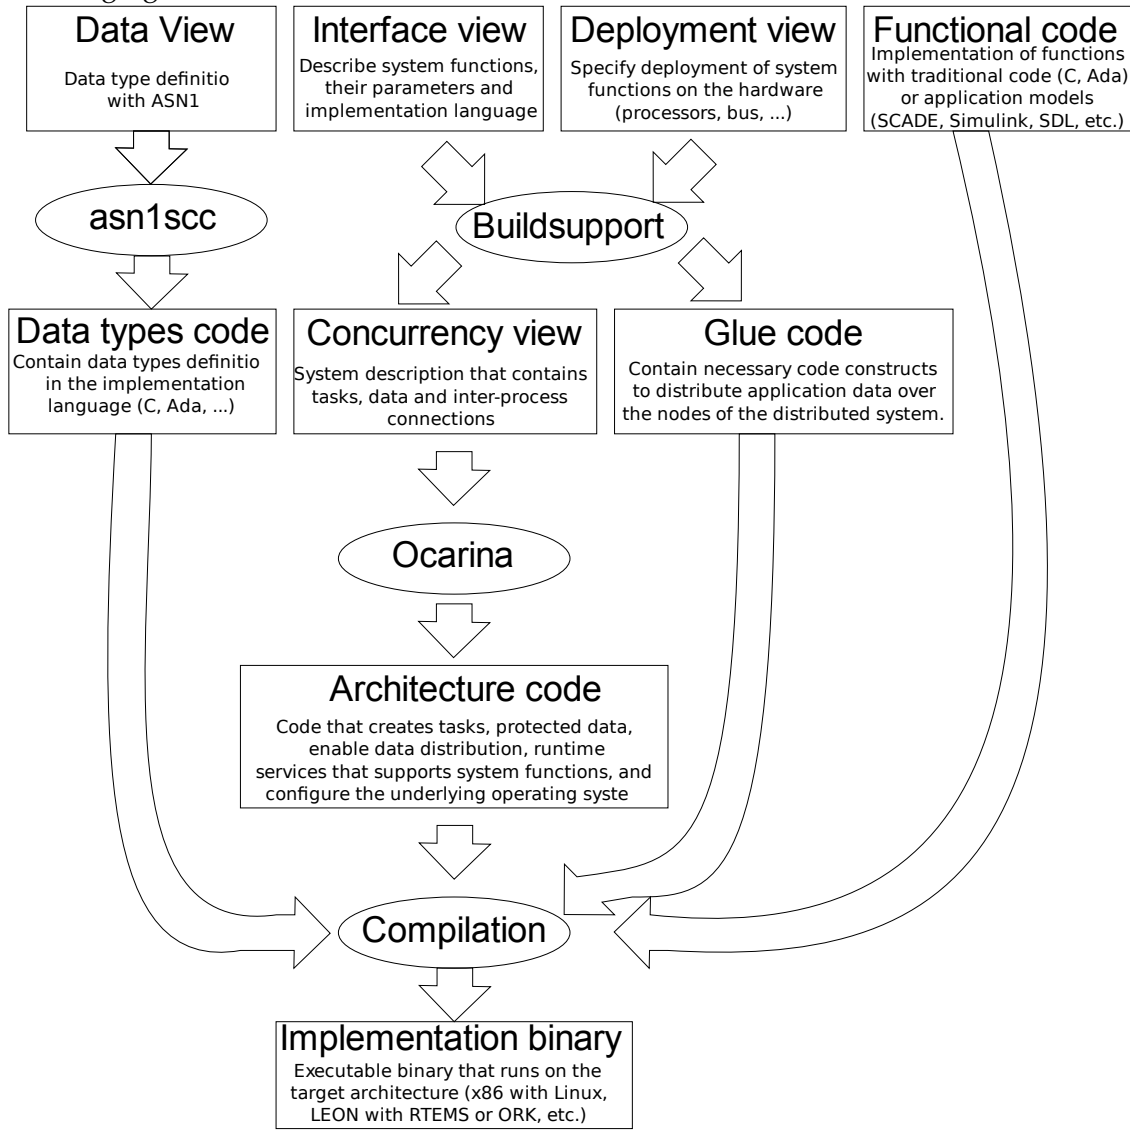 Data View
Data type definitio
with ASN1
Interface view
Describe system functions,
their parameters and
implementation language
Deployment view
Specify deployment of system
functions on the hardware
(processors, bus, ...)
Functional code
Implementation of functions
with traditional code (C, Ada)
or application models
(SCADE, Simulink, SDL, etc.)
asn1scc
Buildsupport
Data types code
Contain data types definitio
in the implementation
language (C, Ada, ...)
Concurrency view
System description that contains
tasks, data and inter-process
connections
Glue code
Contain necessary code constructs
to distribute application data over
the nodes of the distributed system.
Ocarina
Architecture code
Code that creates tasks, protected data,
enable data distribution, runtime
services that supports system functions, and
configure the underlying operating syste
Compilation
Implementation binary
Executable binary that runs on the
target architecture (x86 with Linux,
LEON with RTEMS or ORK, etc.)